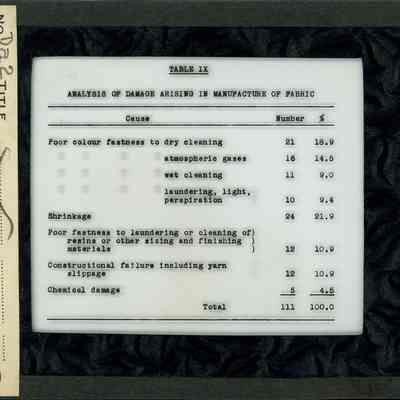 TABLE IX
ANALYSIS OF DAMAGE ARISING IN MANUFACTURE OF FABRIC
Cause Number %
Poor colour fastness to dry cleaning 21 18.9
" " " " atmospheric gases 16 14.5
" " " " wet cleaning 11 9.0
" " " " laundering, light,
perspiration 10 9.4
Shrinkage 24 21.9
Poor fastness to laundering or cleaning of)
resins or other sizing and finishing )
materials ) 12 10.9
Constructional failure including yarn
slippage 12 10.9
Chemical damage 5 4.5
Total 111 100.0
NO.
TITLE